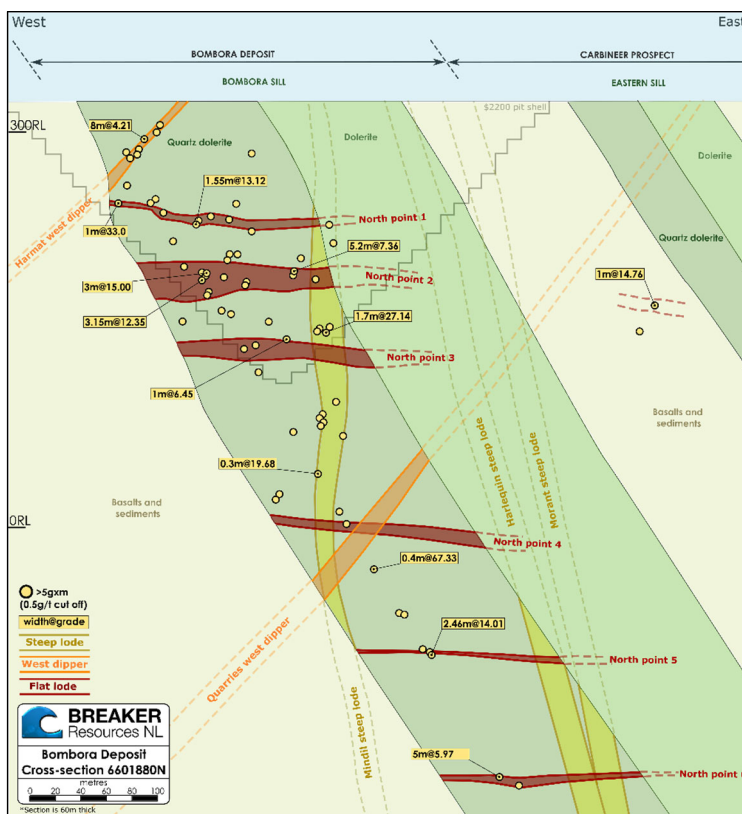 West
East
BOMBORA DEPOSIT
CARBINEER PROSPECT
BOMBORA SILL
EASTERN SILL
$2200 pit shell
300RL
8m@4.21
Quartz dolerite
Dolerite
Dolerite
1.55m@13.12
North point 1
1m@33.0
Harmat west dipper
5.2m@7.36
Quartz dolerite
North point 2
1m@14.76
3m@15.00
3.15m@12.35
1.7m@27.14
North point 3
1m@6.45
Basalts and
sediments
0.3m@19.68
Harlequin steep lode
Morant steep lode
Basalts and
sediments
0RL
North point 4
0.4m@67.33
>5gxm
(0.5g/t cut off)
width@grade
Steep lode
West dipper
Flat lode
2.46m@14.01
North point 5
Quarries west dipper
Mindil steep lode
5m@5.97
North point
BREAKER
Resources NL
Bombora Deposit
Cross-section 6601880N
metres
0 20 40 60 80 100
*Section is 60m thick